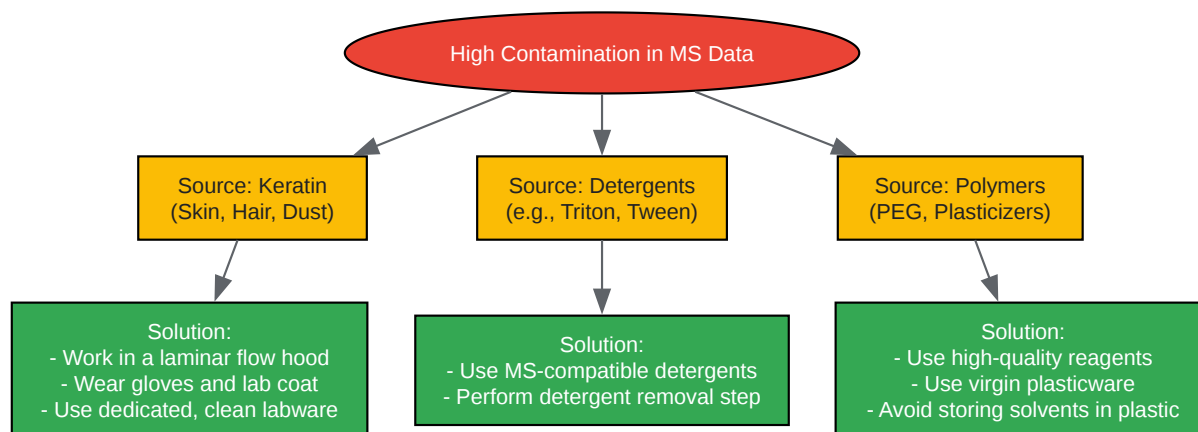 High Contamination in MS Data
Source: Keratin
(Skin, Hair, Dust)
Source: Detergents
(e.g., Triton, Tween)
Source: Polymers
(PEG, Plasticizers)
Solution:
- Work in a laminar flow hood
- Wear gloves and lab coat
- Use dedicated, clean labware
Solution:
- Use MS-compatible detergents
- Perform detergent removal step
Solution:
- Use high-quality reagents
- Use virgin plasticware
- Avoid storing solvents in plastic